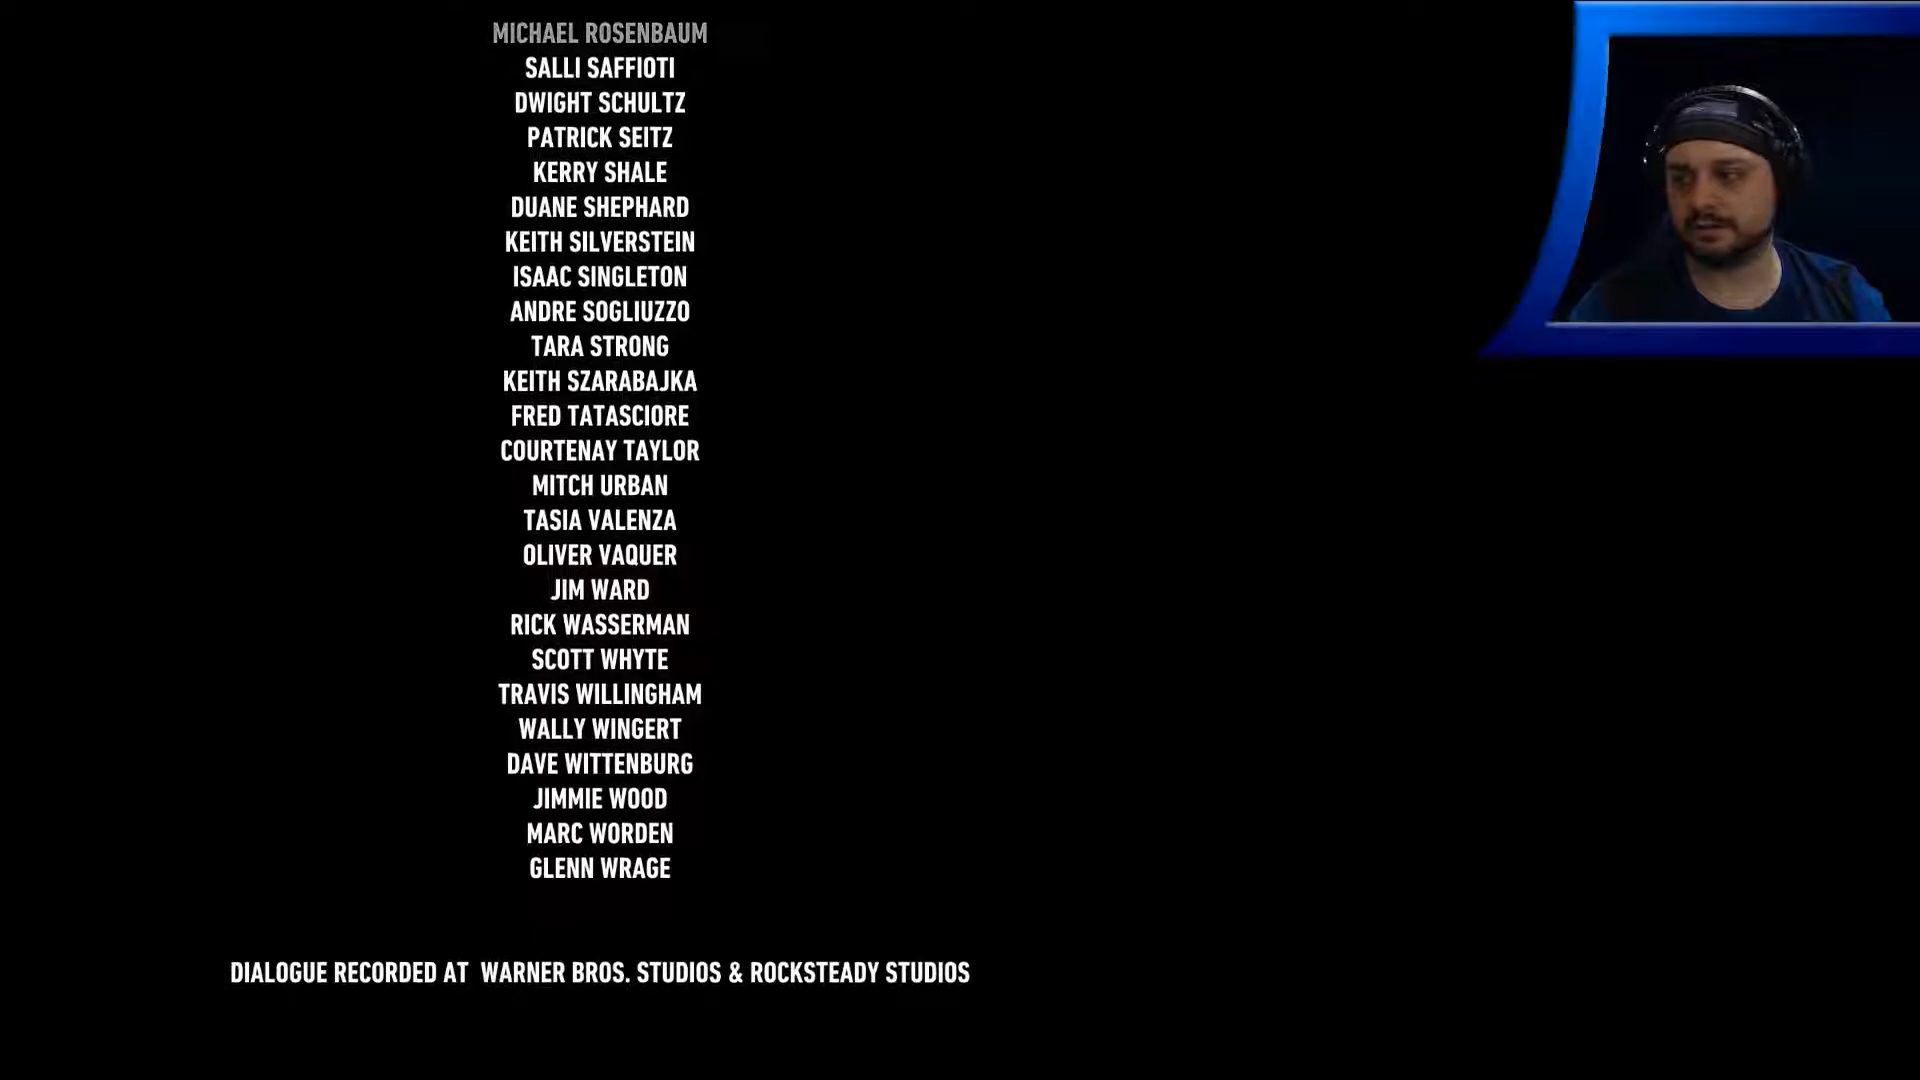 MICHAEL ROSENBAUM
SALLI SAFFIOTI
DWIGHT SCHULTZ
PATRICK SEITZ
KERRY SHALE
DUANE SHEPHARD
KEITH SILVERSTEIN
ISAAC SINGLETON
ANDRE SOGLIUZZO
TARA STRONG
KEITH SZARABAJKA
FRED TATASCIORE
COURTENAY TAYLOR
MITCH URBAN
TASIA VALENZA
OLIVER VAQUER
JIM WARD
RICK WASSERMAN
SCOTT WHYTE
TRAVIS WILLINGHAM
WALLY WINGERT
DAVE WITTENBURG
JIMMIE WOOD
MARC WORDEN
GLENN WRAGE
DIALOGUE RECORDED AT WARNER BROS. STUDIOS & ROCKSTEADY STUDIOS